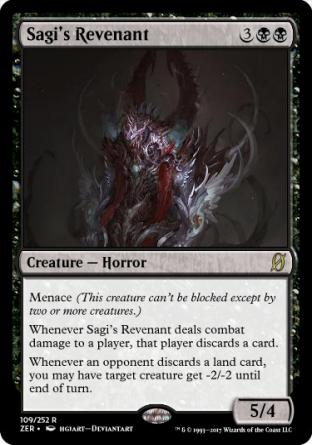 Sagi's Revenant 3
Creature — Horror
Menace (This creature can't be blocked except by
two or more creatures.)
Whenever Sagi's Revenant deals combat
damage to a player, that player discards a card.
Whenever an opponent discards a land card,
you may have target creature get -2/-2 until
end of turn.
5/4
109/252 R
ZER • HGJART—DEVIANTART
™ & © 1993–2017 Wizards of the Coast LLC